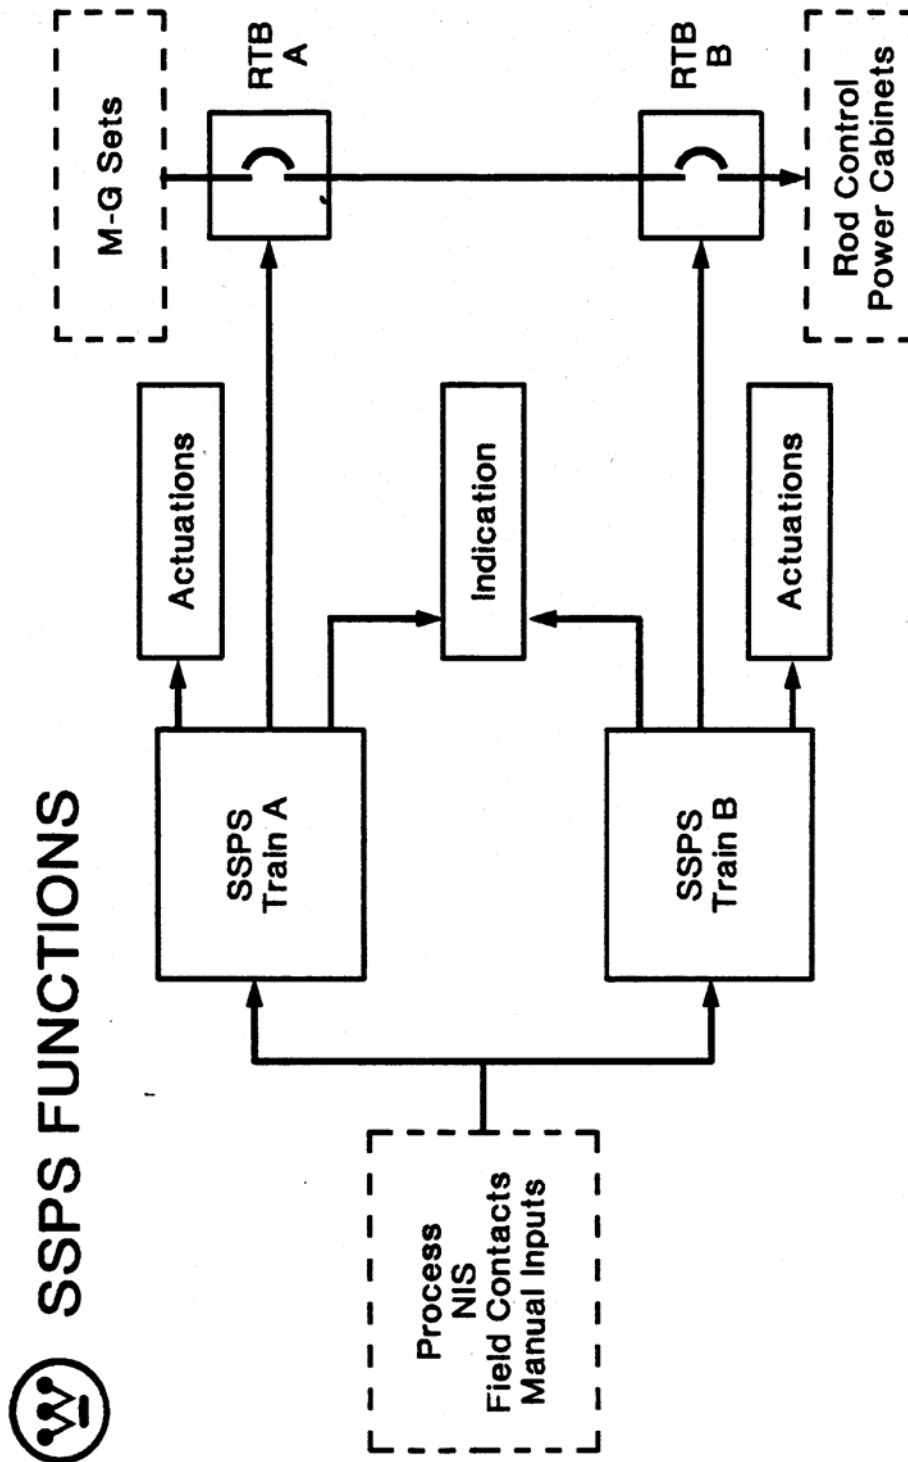 SSPS FUNCTIONS
M-G Sets
RTB
A
Actuations
SSPS
Train A
Process
NIS
Field Contacts
Manual Inputs
Indication
SSPS
Train B
RTB
B
Actuations
Rod Control
Power Cabinets